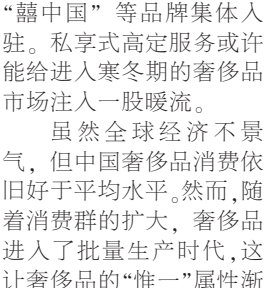 “囍中国”等品牌集体入
驻。私享式高定服务或许
能给进入寒冬期的奢侈品
市场注入一股暖流。
虽然全球经济不景
气，但中国奢侈品消费依
旧好于平均水平。然而,随
着消费群的扩大，奢侈品
进入了批量生产时代,这
让奢侈品的“惟一”属性渐